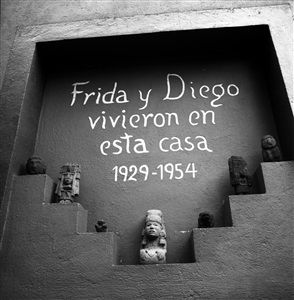 Frida y Diego
vivieron en
esta casa
1929-1954